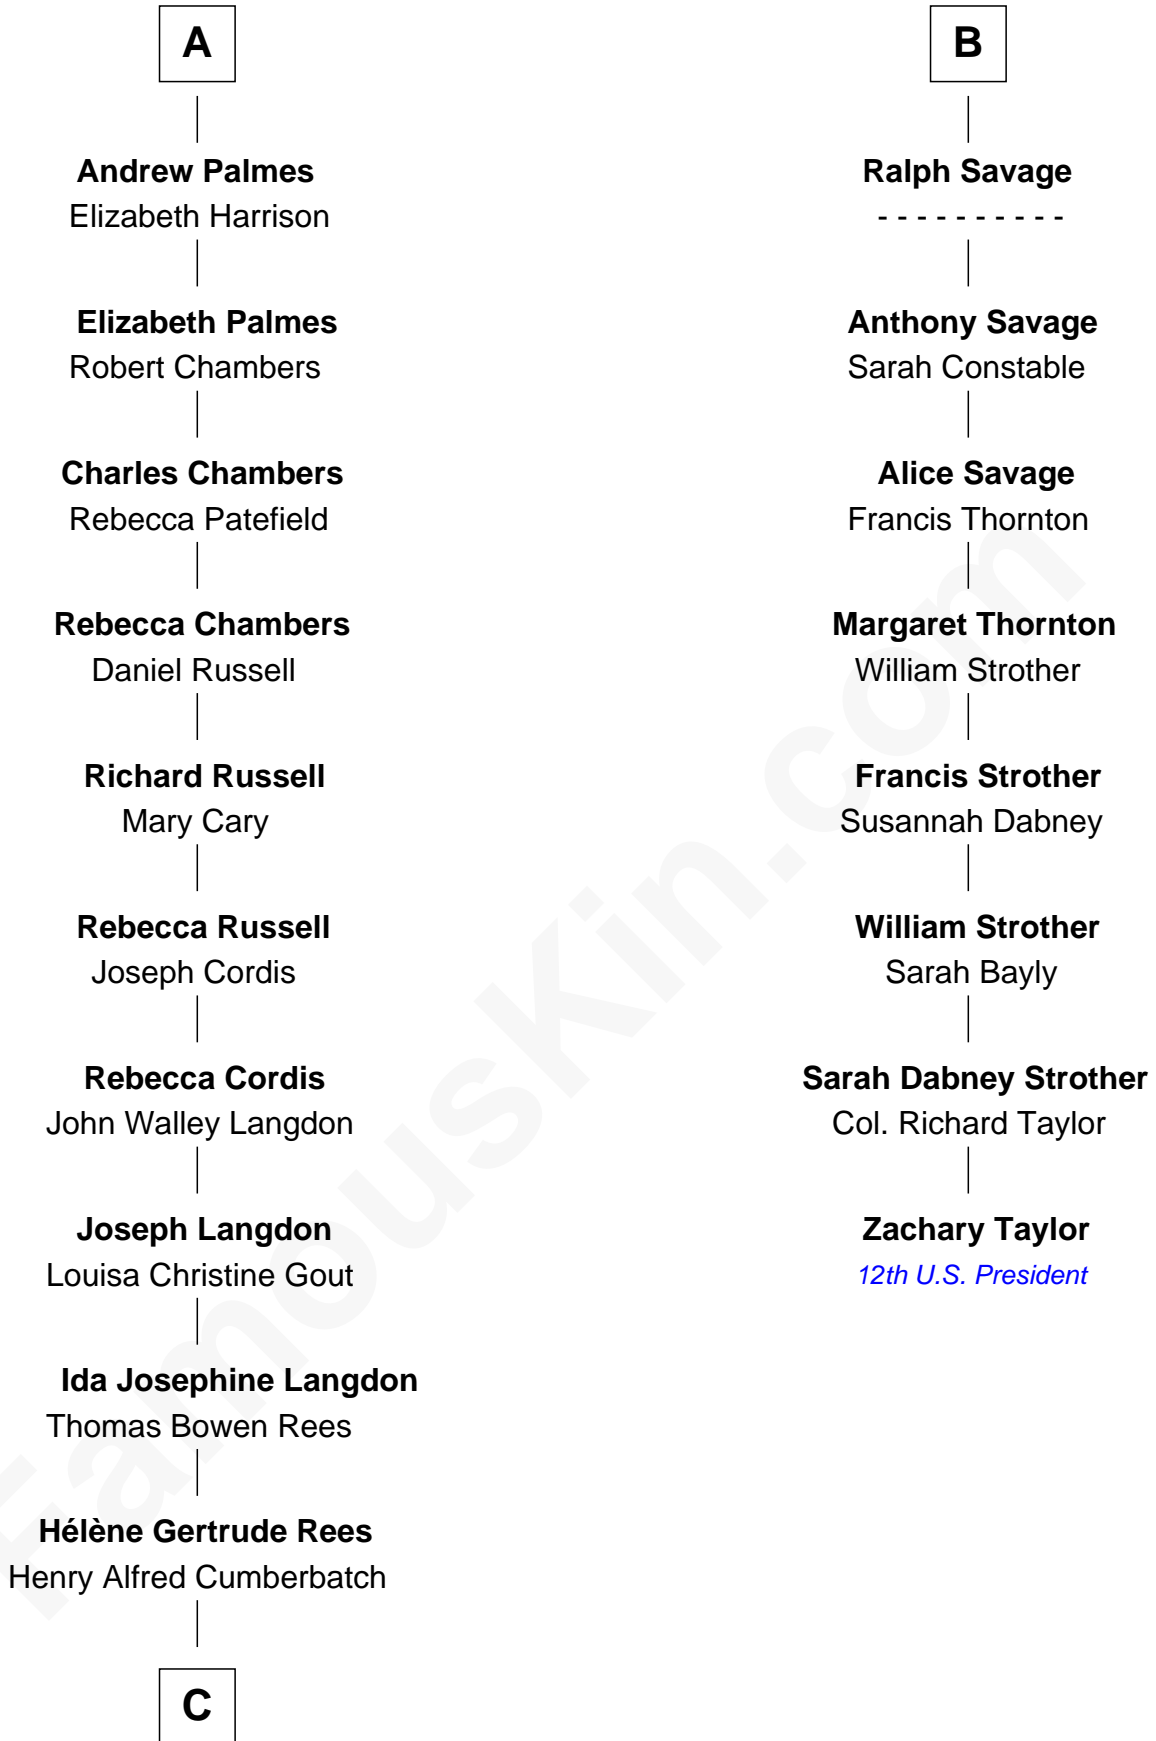 A
Andrew Palmes
Elizabeth Harrison
Elizabeth Palmes
Robert Chambers
Charles Chambers
Rebecca Patefield
Rebecca Chambers
Daniel Russell
Richard Russell
Mary Cary
Rebecca Russell
Joseph Cordis
Rebecca Cordis
John Walley Langdon
Joseph Langdon
Louisa Christine Gout
Ida Josephine Langdon
Thomas Bowen Rees
Hélène Gertrude Rees
Henry Alfred Cumberbatch
C
B
Ralph Savage
- - - - - - - - - -
Anthony Savage
Sarah Constable
Alice Savage
Francis Thornton
Margaret Thornton
William Strother
Francis Strother
Susannah Dabney
William Strother
Sarah Bayly
Sarah Dabney Strother
Col. Richard Taylor
Zachary Taylor
12th U.S. President
FamousKin.com